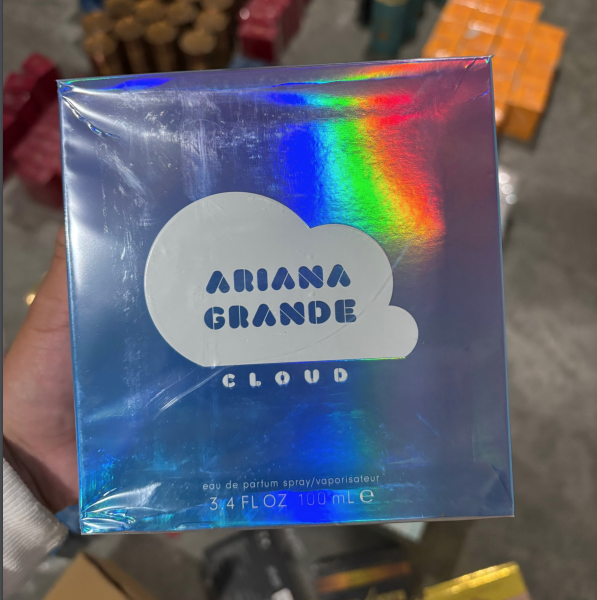 ARIANA
GRANDE
CLOUD
eau de parfum spray/vaporisateur
3.4 FL OZ 100 mL ℮